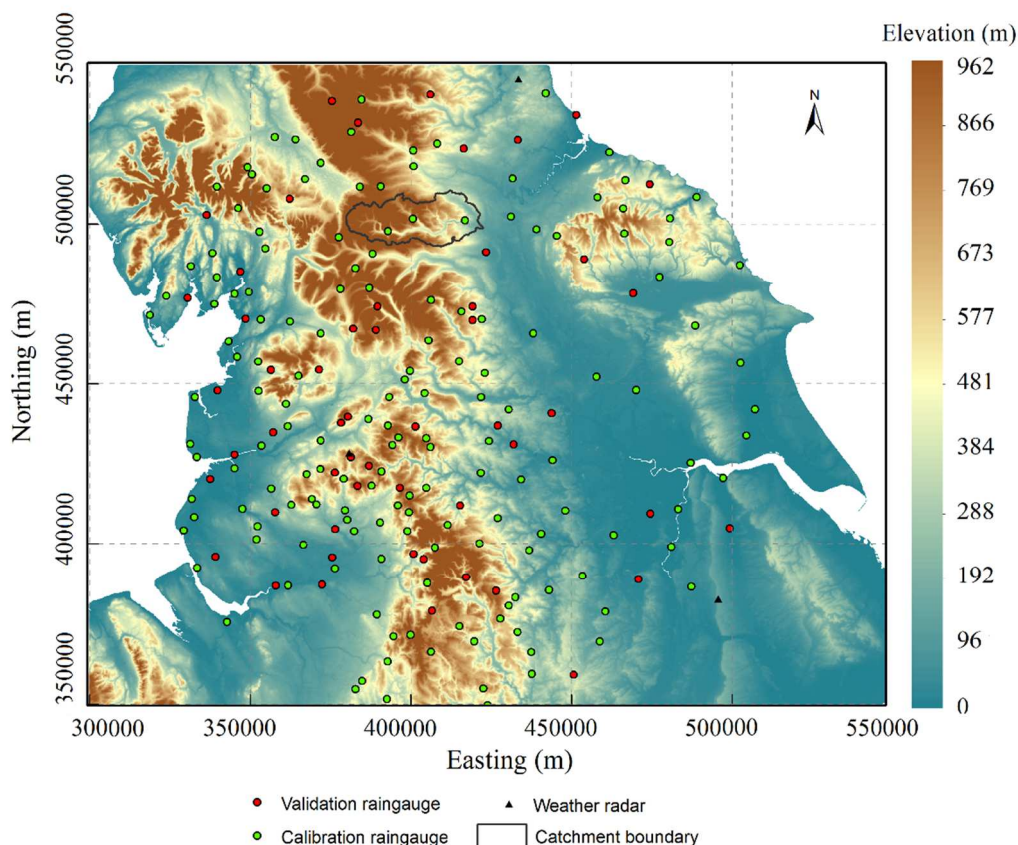 Elevation (m)
962
866
769
673
577
481
384
288
192
96
0
N
550000
500000
450000
400000
350000
Northing (m)
300000
350000
400000
450000
500000
550000
Easting (m)
Validation raingauge
Weather radar
Calibration raingauge
Catchment boundary